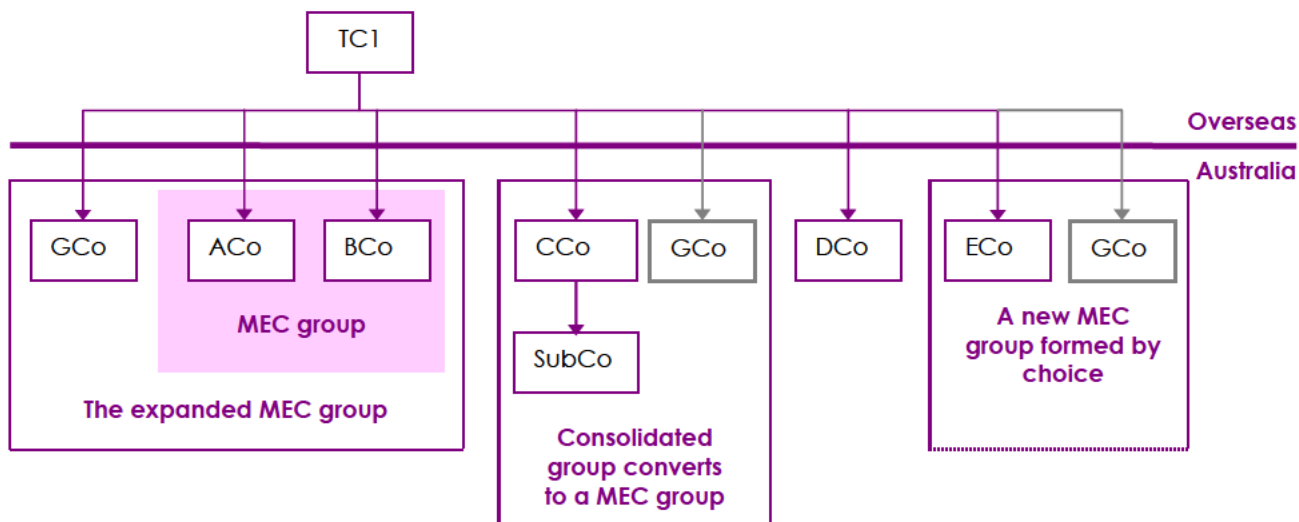 TC1
Overseas
Australia
GCo
ACo
BCo
CCo
GCo
DCo
ECo
GCo
MEC group
SubCo
A new MEC
group formed by
choice
The expanded MEC group
Consolidated
group converts
to a MEC group